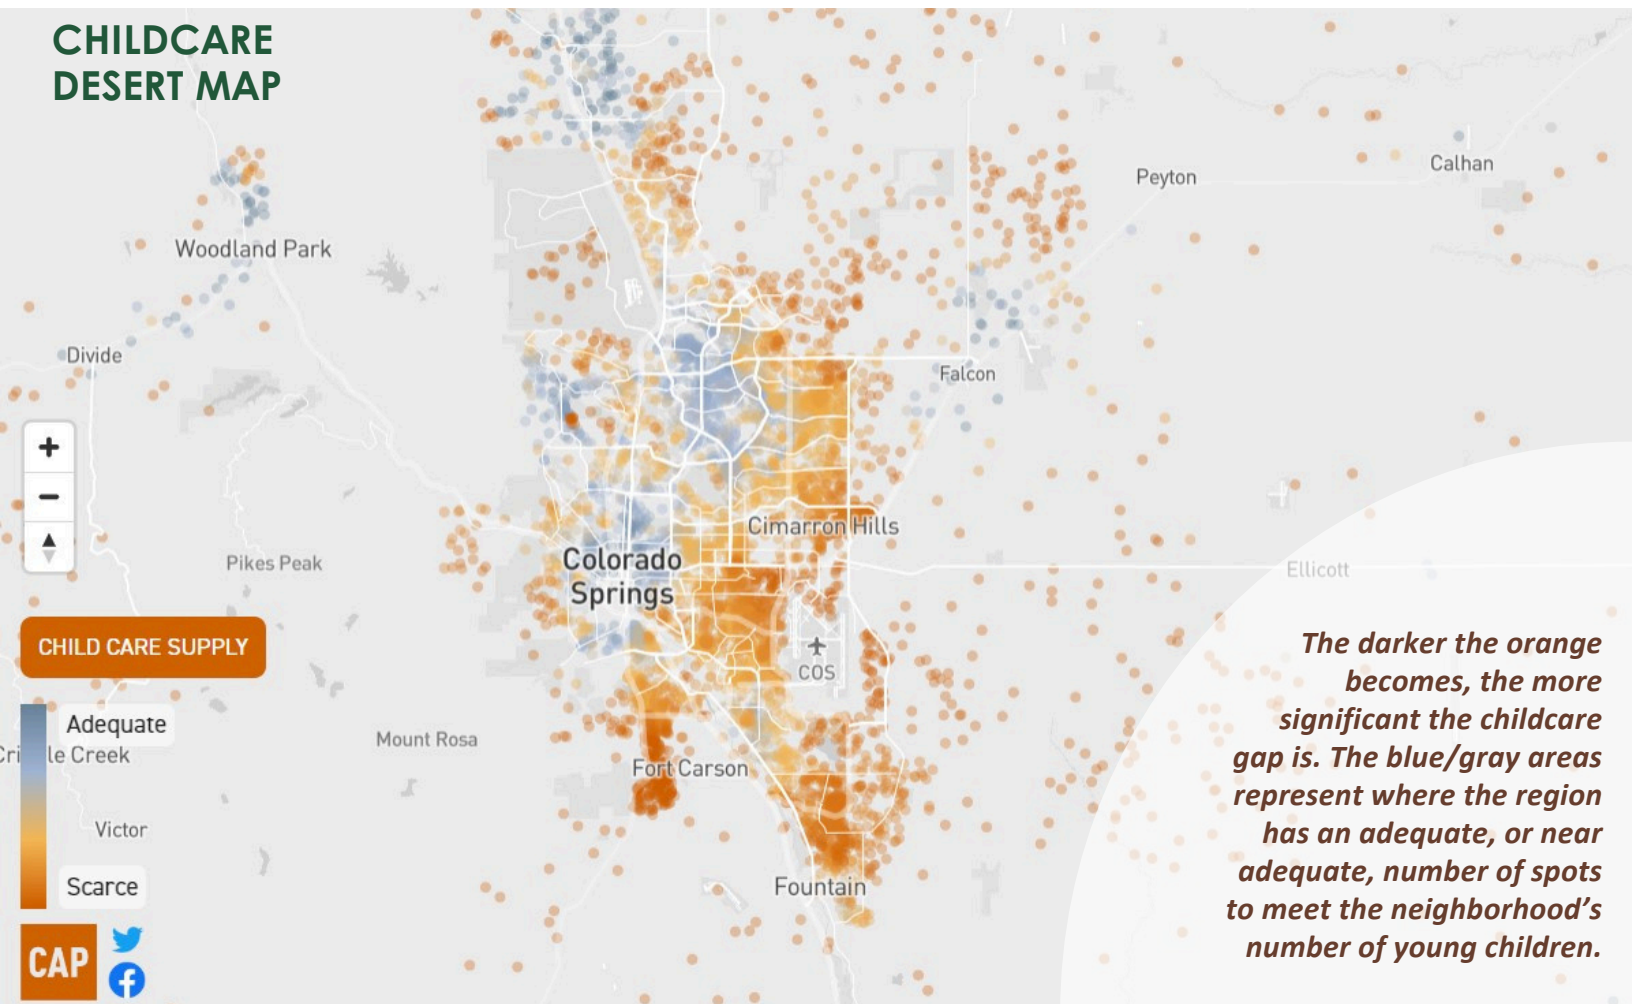 CHILDCARE
DESERT MAP
Peyton
Calhan
Woodland Park
Divide
Falcon
+
−
Cimarron Hills
Colorado
Springs
Pikes Peak
Ellicott
CHILD CARE SUPPLY
COS
Adequate
Cri le Creek
Mount Rosa
Fort Carson
Victor
Scarce
Fountain
CAP
The darker the orange
becomes, the more
significant the childcare
gap is. The blue/gray areas
represent where the region
has an adequate, or near
adequate, number of spots
to meet the neighborhood’s
number of young children.